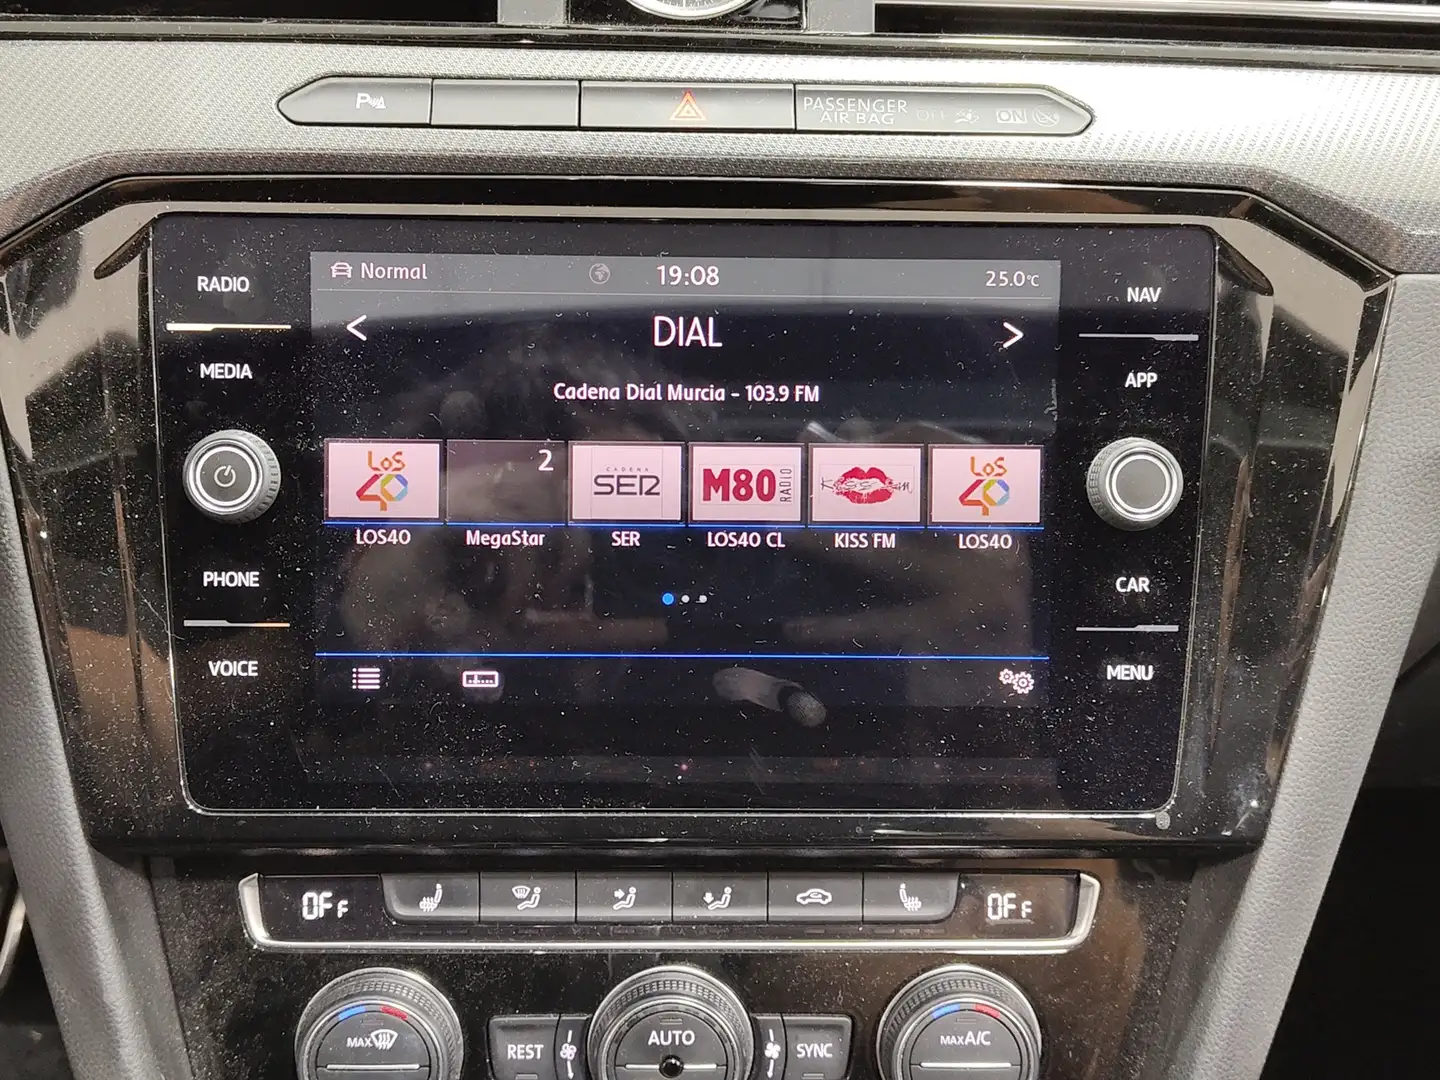 P
PASSENGER
AIR BAG OFF ON
RADIO
MEDIA
PHONE
VOICE
Normal 19:08 25.0°C
< DIAL >
Cadena Dial Murcia - 103.9 FM
LOS 40
2
CADENA SER
M80 RADIO
Kiss fm
LOS 40
LOS40 MegaStar SER LOS40 CL KISS FM LOS40
NAV
APP
CAR
MENU
OFF OFF
MAX
REST
AUTO
SYNC
MAX A/C